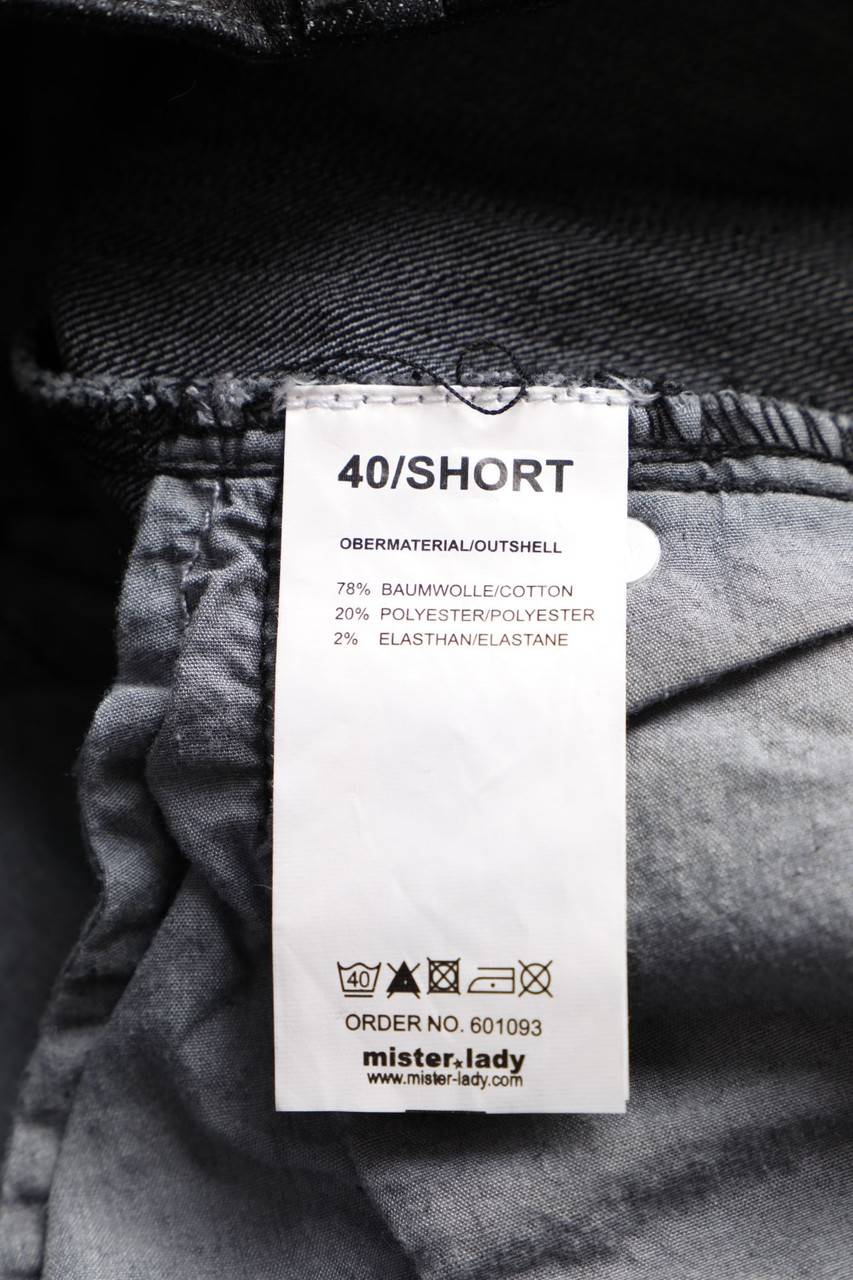 40/SHORT
OBERMATERIAL/OUTSHELL
78% BAUMWOLLE/COTTON
20% POLYESTER/POLYESTER
2% ELASTHAN/ELASTANE
40
ORDER NO. 601093
mister★lady
www.mister-lady.com